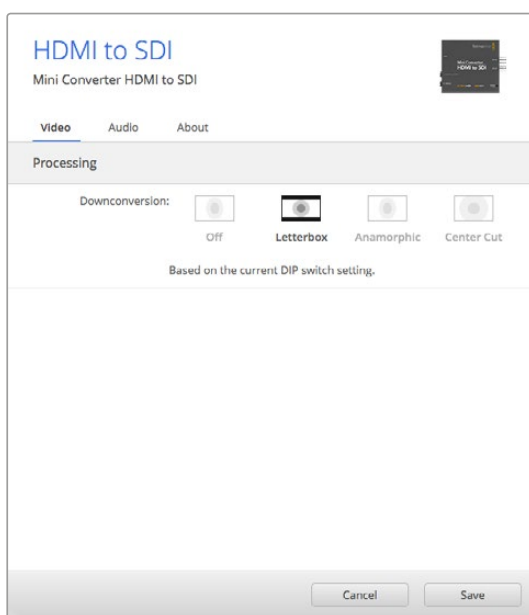 HDMI to SDI
Mini Converter HDMI to SDI
Video Audio About
Processing
Downconversion:
Off Letterbox Anamorphic Center Cut
Based on the current DIP switch setting.
Cancel Save